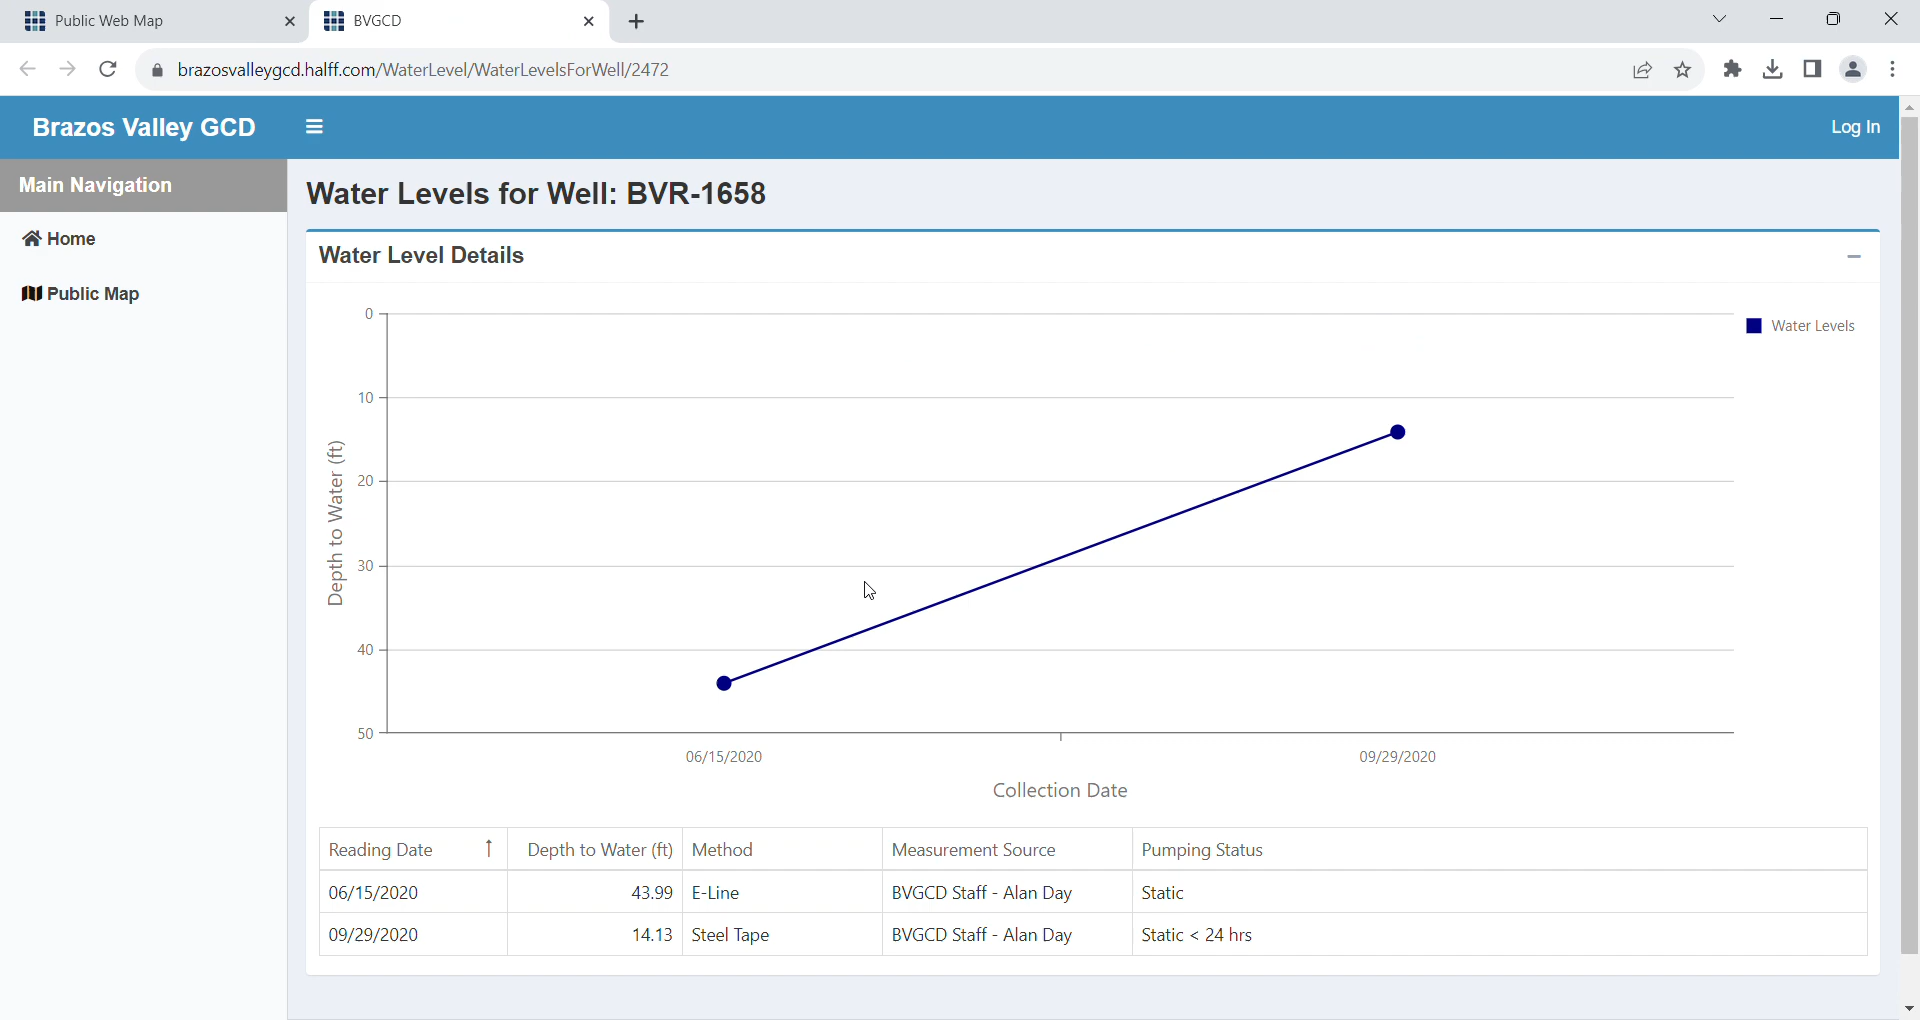 Public Web Map
BVGCD
brazosvalleygcd.halff.com/WaterLevel/WaterLevelsForWell/2472
Brazos Valley GCD
Log In
Main Navigation
Home
Public Map
Water Levels for Well: BVR-1658
Water Level Details
0
10
20
30
40
50
Depth to Water (ft)
Water Levels
06/15/2020 09/29/2020
Collection Date
Reading Date ↑ Depth to Water (ft) Method Measurement Source Pumping Status
06/15/2020 43.99 E-Line BVGCD Staff - Alan Day Static
09/29/2020 14.13 Steel Tape BVGCD Staff - Alan Day Static < 24 hrs